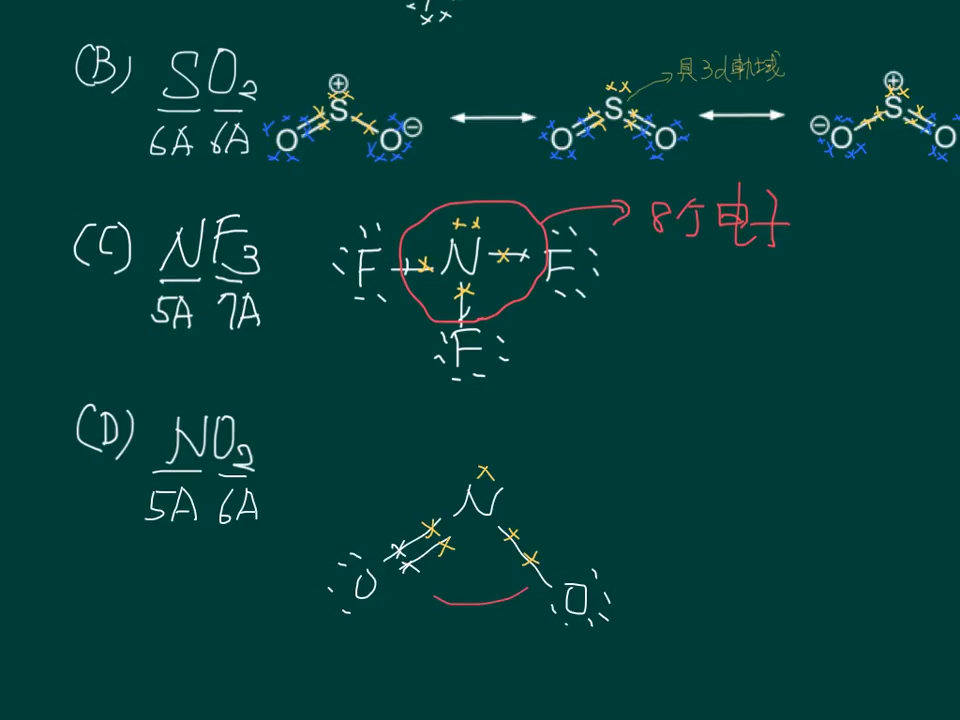 (B) SO₂
6A 6A
⊕ S O O ⊖
S O O
具3d軌域
⊕ S ⊖ O O
(C) NF₃
5A 7A
F N F
F
8个电子
(D) NO₂
5A 6A
N
O O